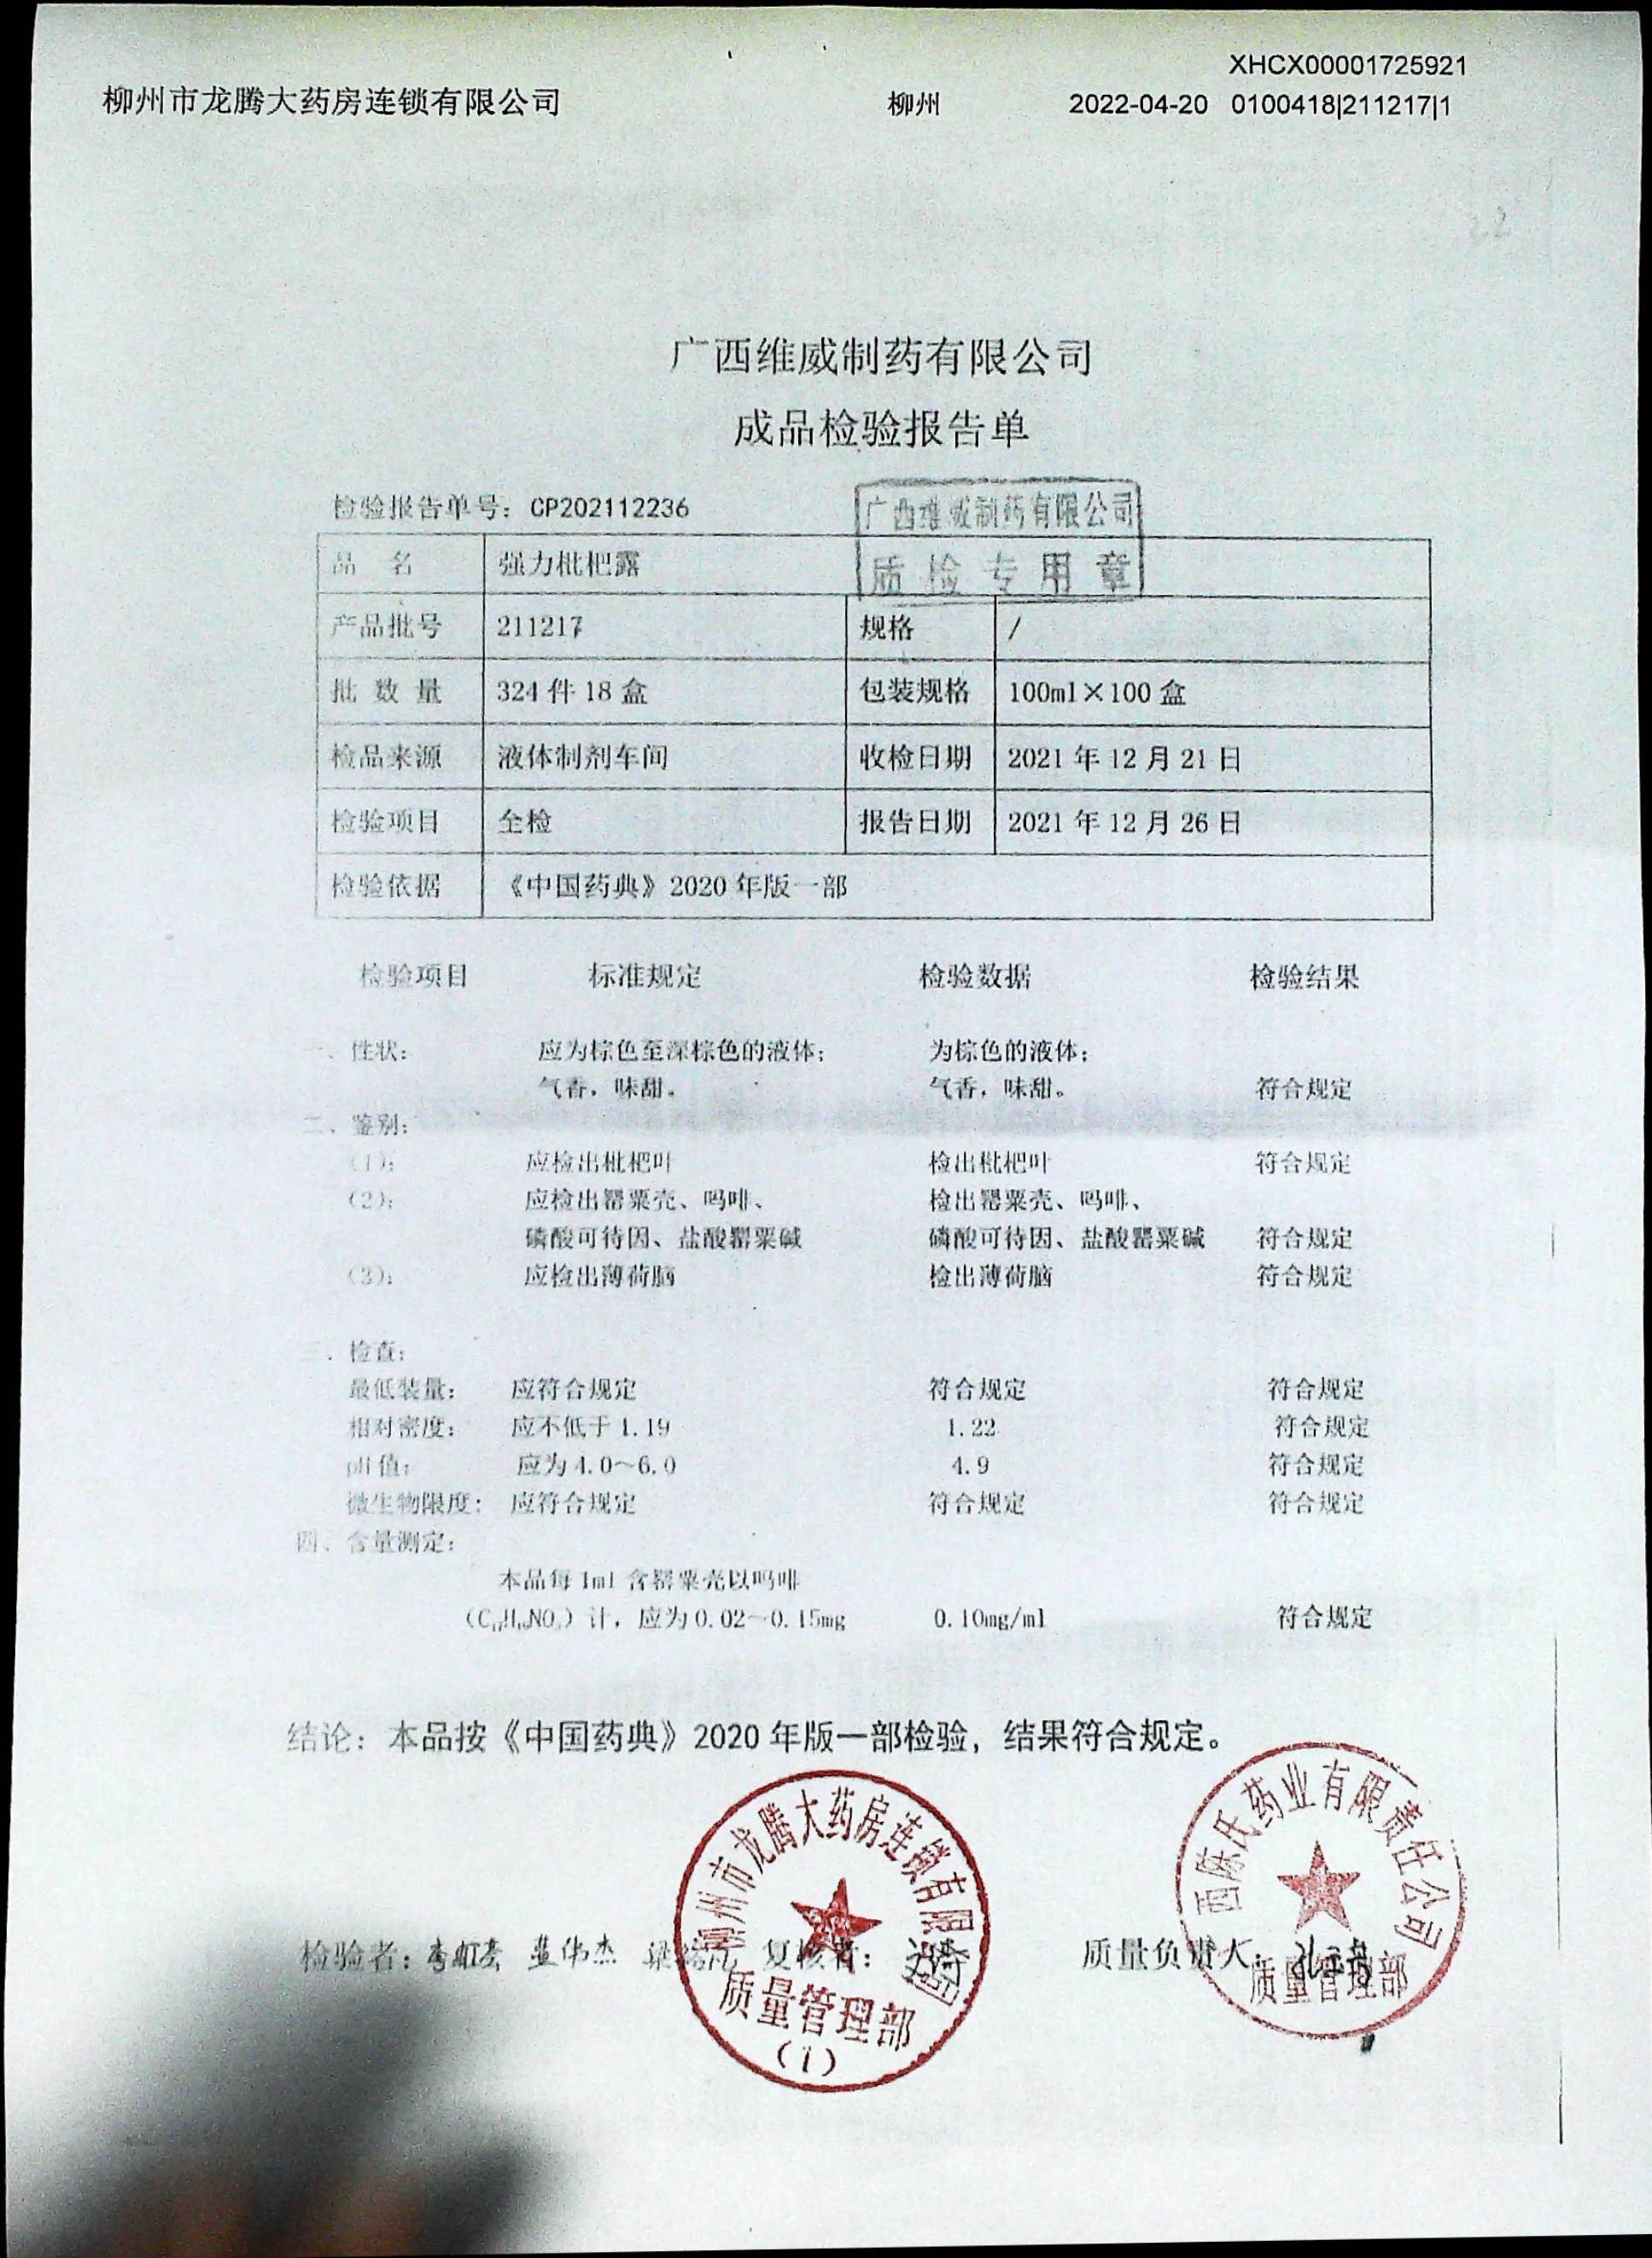 XHCX00001725921
柳州市龙腾大药房连锁有限公司 柳州 2022-04-20 0100418|211217|1
22
广西维威制药有限公司
成品检验报告单
检验报告单号：CP202112236
广西维威制药有限公司
质检专用章
品 名 强力枇杷露
产品批号 211217 规格 /
批 数 量 324 件 18 盒 包装规格 100ml×100 盒
检品来源 液体制剂车间 收检日期 2021 年 12 月 21 日
检验项目 全检 报告日期 2021 年 12 月 26 日
检验依据 《中国药典》2020 年版一部
检验项目 标准规定 检验数据 检验结果
一、性状： 应为棕色至深棕色的液体； 为棕色的液体；
气香，味甜。 气香，味甜。 符合规定
二、鉴别：
(1)： 应检出枇杷叶 检出枇杷叶 符合规定
(2)： 应检出罂粟壳、吗啡、 检出罂粟壳、吗啡、
磷酸可待因、盐酸罂粟碱 磷酸可待因、盐酸罂粟碱 符合规定
(3)： 应检出薄荷脑 检出薄荷脑 符合规定
三、检查：
最低装量： 应符合规定 符合规定 符合规定
相对密度： 应不低于 1.19 1.22 符合规定
pH 值： 应为 4.0～6.0 4.9 符合规定
微生物限度： 应符合规定 符合规定 符合规定
四、含量测定：
本品每 1ml 含罂粟壳以吗啡
（C₁₇H₁₉NO₃）计，应为 0.02～0.15mg 0.10mg/ml 符合规定
结论：本品按《中国药典》2020 年版一部检验，结果符合规定。
柳州市龙腾大药房连锁有限公司
质量管理部
(1)
西陈氏药业有限责任公司
质量管理部
检验者： 蓝伟杰 复核者： 质量负责人：